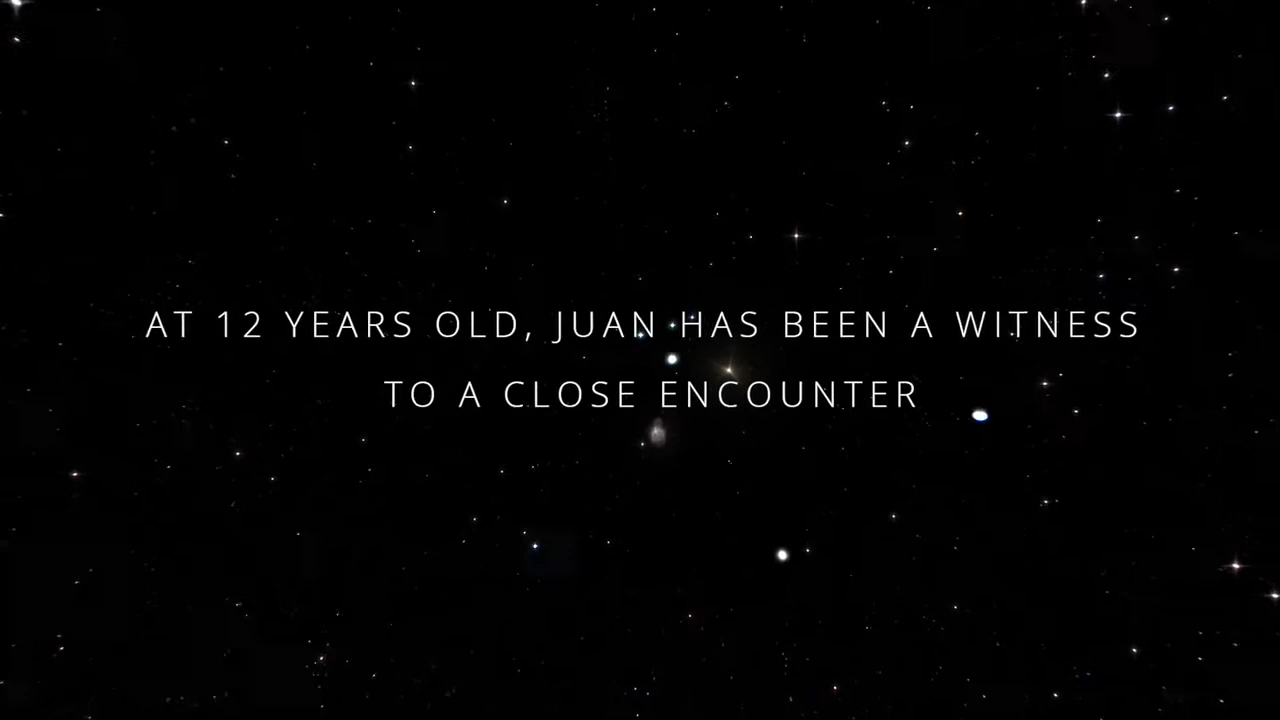 AT 12 YEARS OLD, JUAN HAS BEEN A WITNESS
TO A CLOSE ENCOUNTER